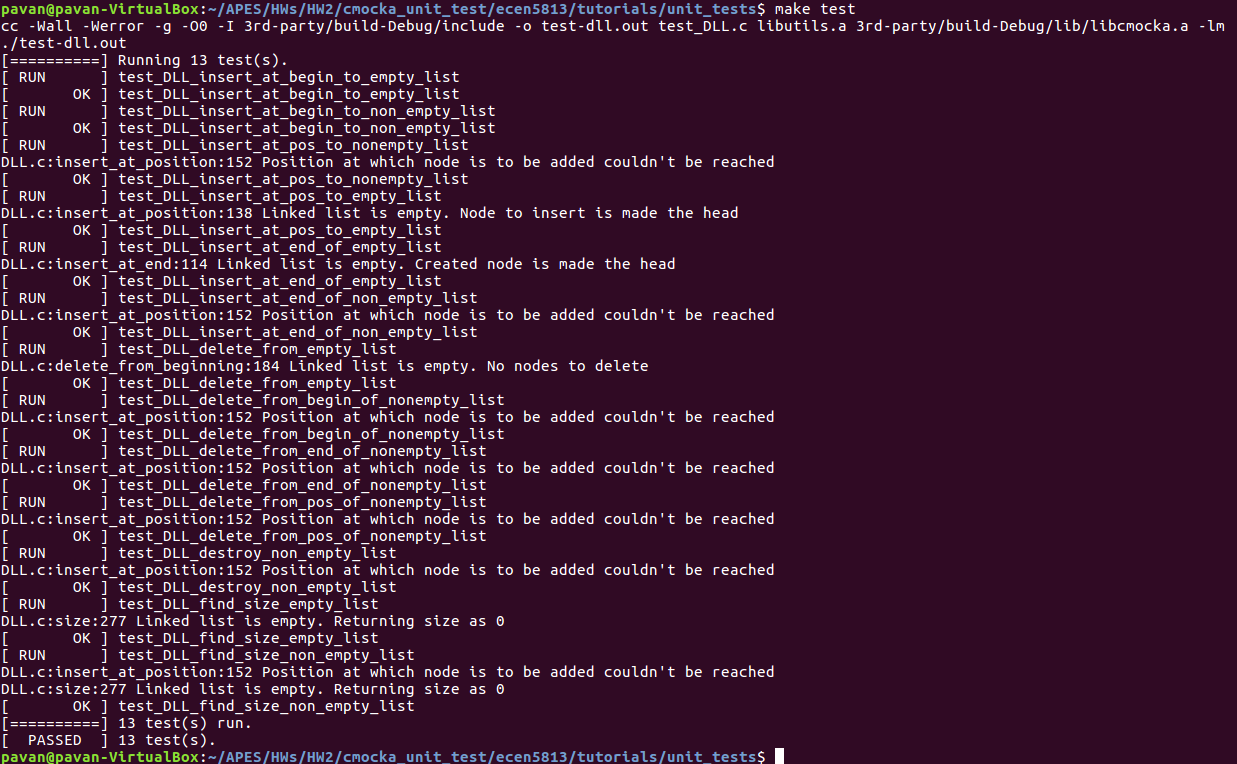 pavan@pavan-VirtualBox:~/APES/HWs/HW2/cmocka_unit_test/ecen5813/tutorials/unit_tests$ make test
cc -Wall -Werror -g -O0 -I 3rd-party/build-Debug/include -o test-dll.out test_DLL.c libutils.a 3rd-party/build-Debug/lib/libcmocka.a -lm
./test-dll.out
[==========] Running 13 test(s).
[ RUN      ] test_DLL_insert_at_begin_to_empty_list
[       OK ] test_DLL_insert_at_begin_to_empty_list
[ RUN      ] test_DLL_insert_at_begin_to_non_empty_list
[       OK ] test_DLL_insert_at_begin_to_non_empty_list
[ RUN      ] test_DLL_insert_at_pos_to_nonempty_list
DLL.c:insert_at_position:152 Position at which node is to be added couldn't be reached
[       OK ] test_DLL_insert_at_pos_to_nonempty_list
[ RUN      ] test_DLL_insert_at_pos_to_empty_list
DLL.c:insert_at_position:138 Linked list is empty. Node to insert is made the head
[       OK ] test_DLL_insert_at_pos_to_empty_list
[ RUN      ] test_DLL_insert_at_end_of_empty_list
DLL.c:insert_at_end:114 Linked list is empty. Created node is made the head
[       OK ] test_DLL_insert_at_end_of_empty_list
[ RUN      ] test_DLL_insert_at_end_of_non_empty_list
DLL.c:insert_at_position:152 Position at which node is to be added couldn't be reached
[       OK ] test_DLL_insert_at_end_of_non_empty_list
[ RUN      ] test_DLL_delete_from_empty_list
DLL.c:delete_from_beginning:184 Linked list is empty. No nodes to delete
[       OK ] test_DLL_delete_from_empty_list
[ RUN      ] test_DLL_delete_from_begin_of_nonempty_list
DLL.c:insert_at_position:152 Position at which node is to be added couldn't be reached
[       OK ] test_DLL_delete_from_begin_of_nonempty_list
[ RUN      ] test_DLL_delete_from_end_of_nonempty_list
DLL.c:insert_at_position:152 Position at which node is to be added couldn't be reached
[       OK ] test_DLL_delete_from_end_of_nonempty_list
[ RUN      ] test_DLL_delete_from_pos_of_nonempty_list
DLL.c:insert_at_position:152 Position at which node is to be added couldn't be reached
[       OK ] test_DLL_delete_from_pos_of_nonempty_list
[ RUN      ] test_DLL_destroy_non_empty_list
DLL.c:insert_at_position:152 Position at which node is to be added couldn't be reached
[       OK ] test_DLL_destroy_non_empty_list
[ RUN      ] test_DLL_find_size_empty_list
DLL.c:size:277 Linked list is empty. Returning size as 0
[       OK ] test_DLL_find_size_empty_list
[ RUN      ] test_DLL_find_size_non_empty_list
DLL.c:insert_at_position:152 Position at which node is to be added couldn't be reached
DLL.c:size:277 Linked list is empty. Returning size as 0
[       OK ] test_DLL_find_size_non_empty_list
[==========] 13 test(s) run.
[  PASSED  ] 13 test(s).
pavan@pavan-VirtualBox:~/APES/HWs/HW2/cmocka_unit_test/ecen5813/tutorials/unit_tests$